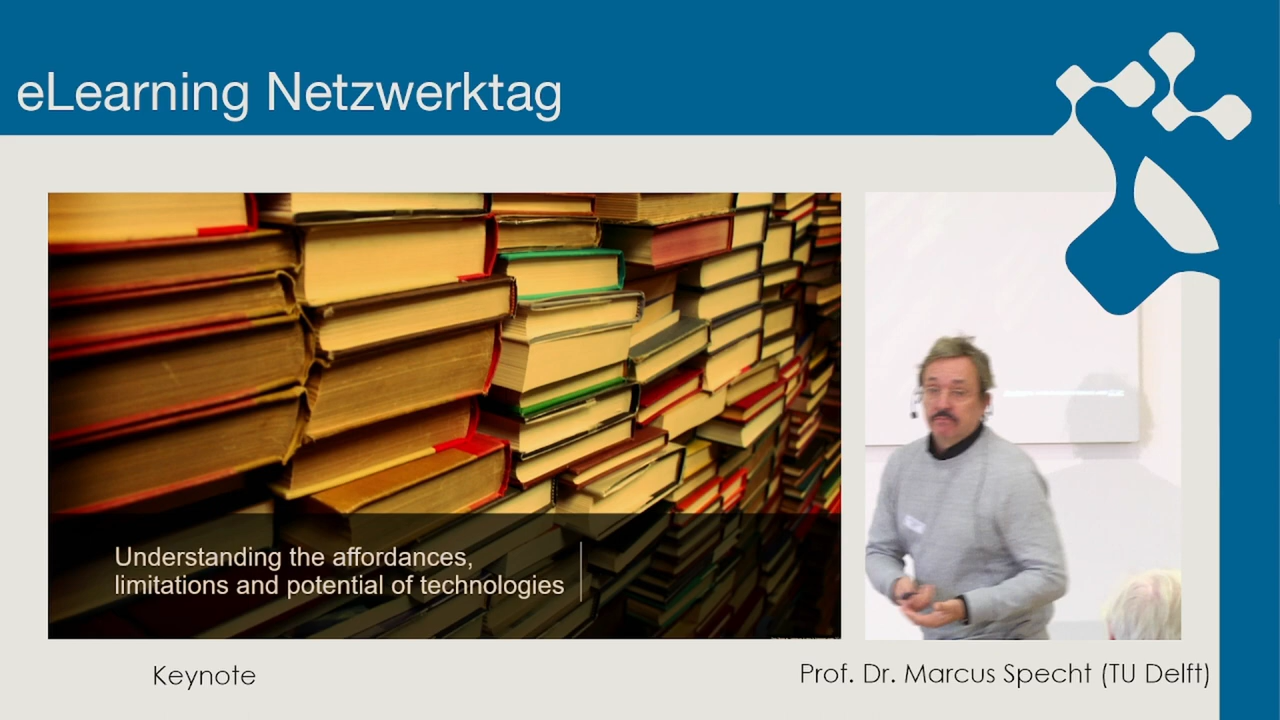 eLearning Netzwerktag
Understanding the affordances,
limitations and potential of technologies
Keynote
Prof. Dr. Marcus Specht (TU Delft)